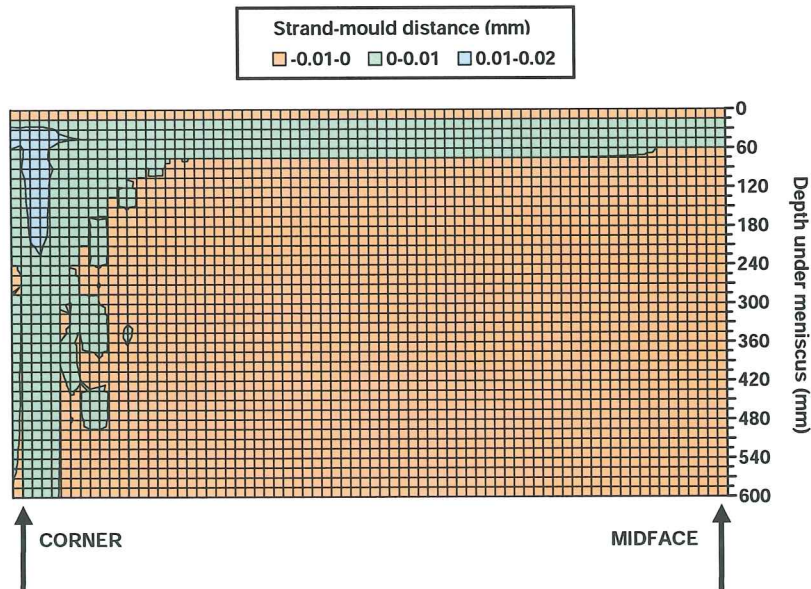 Strand-mould distance (mm)
-0.01-0 0-0.01 0.01-0.02
0
60
120
180
240
300
360
420
480
540
600
Depth under meniscus (mm)
CORNER
MIDFACE